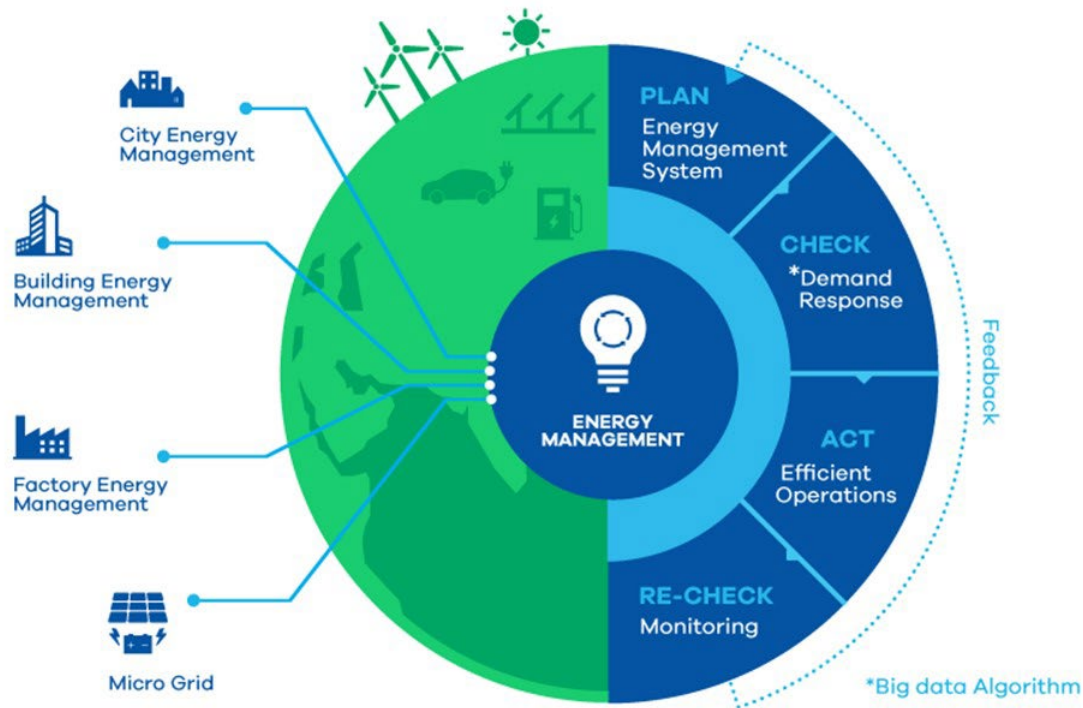 City Energy
Management
Building Energy
Management
Factory Energy
Management
Micro Grid
ENERGY
MANAGEMENT
PLAN
Energy
Management
System
CHECK
*Demand
Response
ACT
Efficient
Operations
RE-CHECK
Monitoring
Feedback
*Big data Algorithm